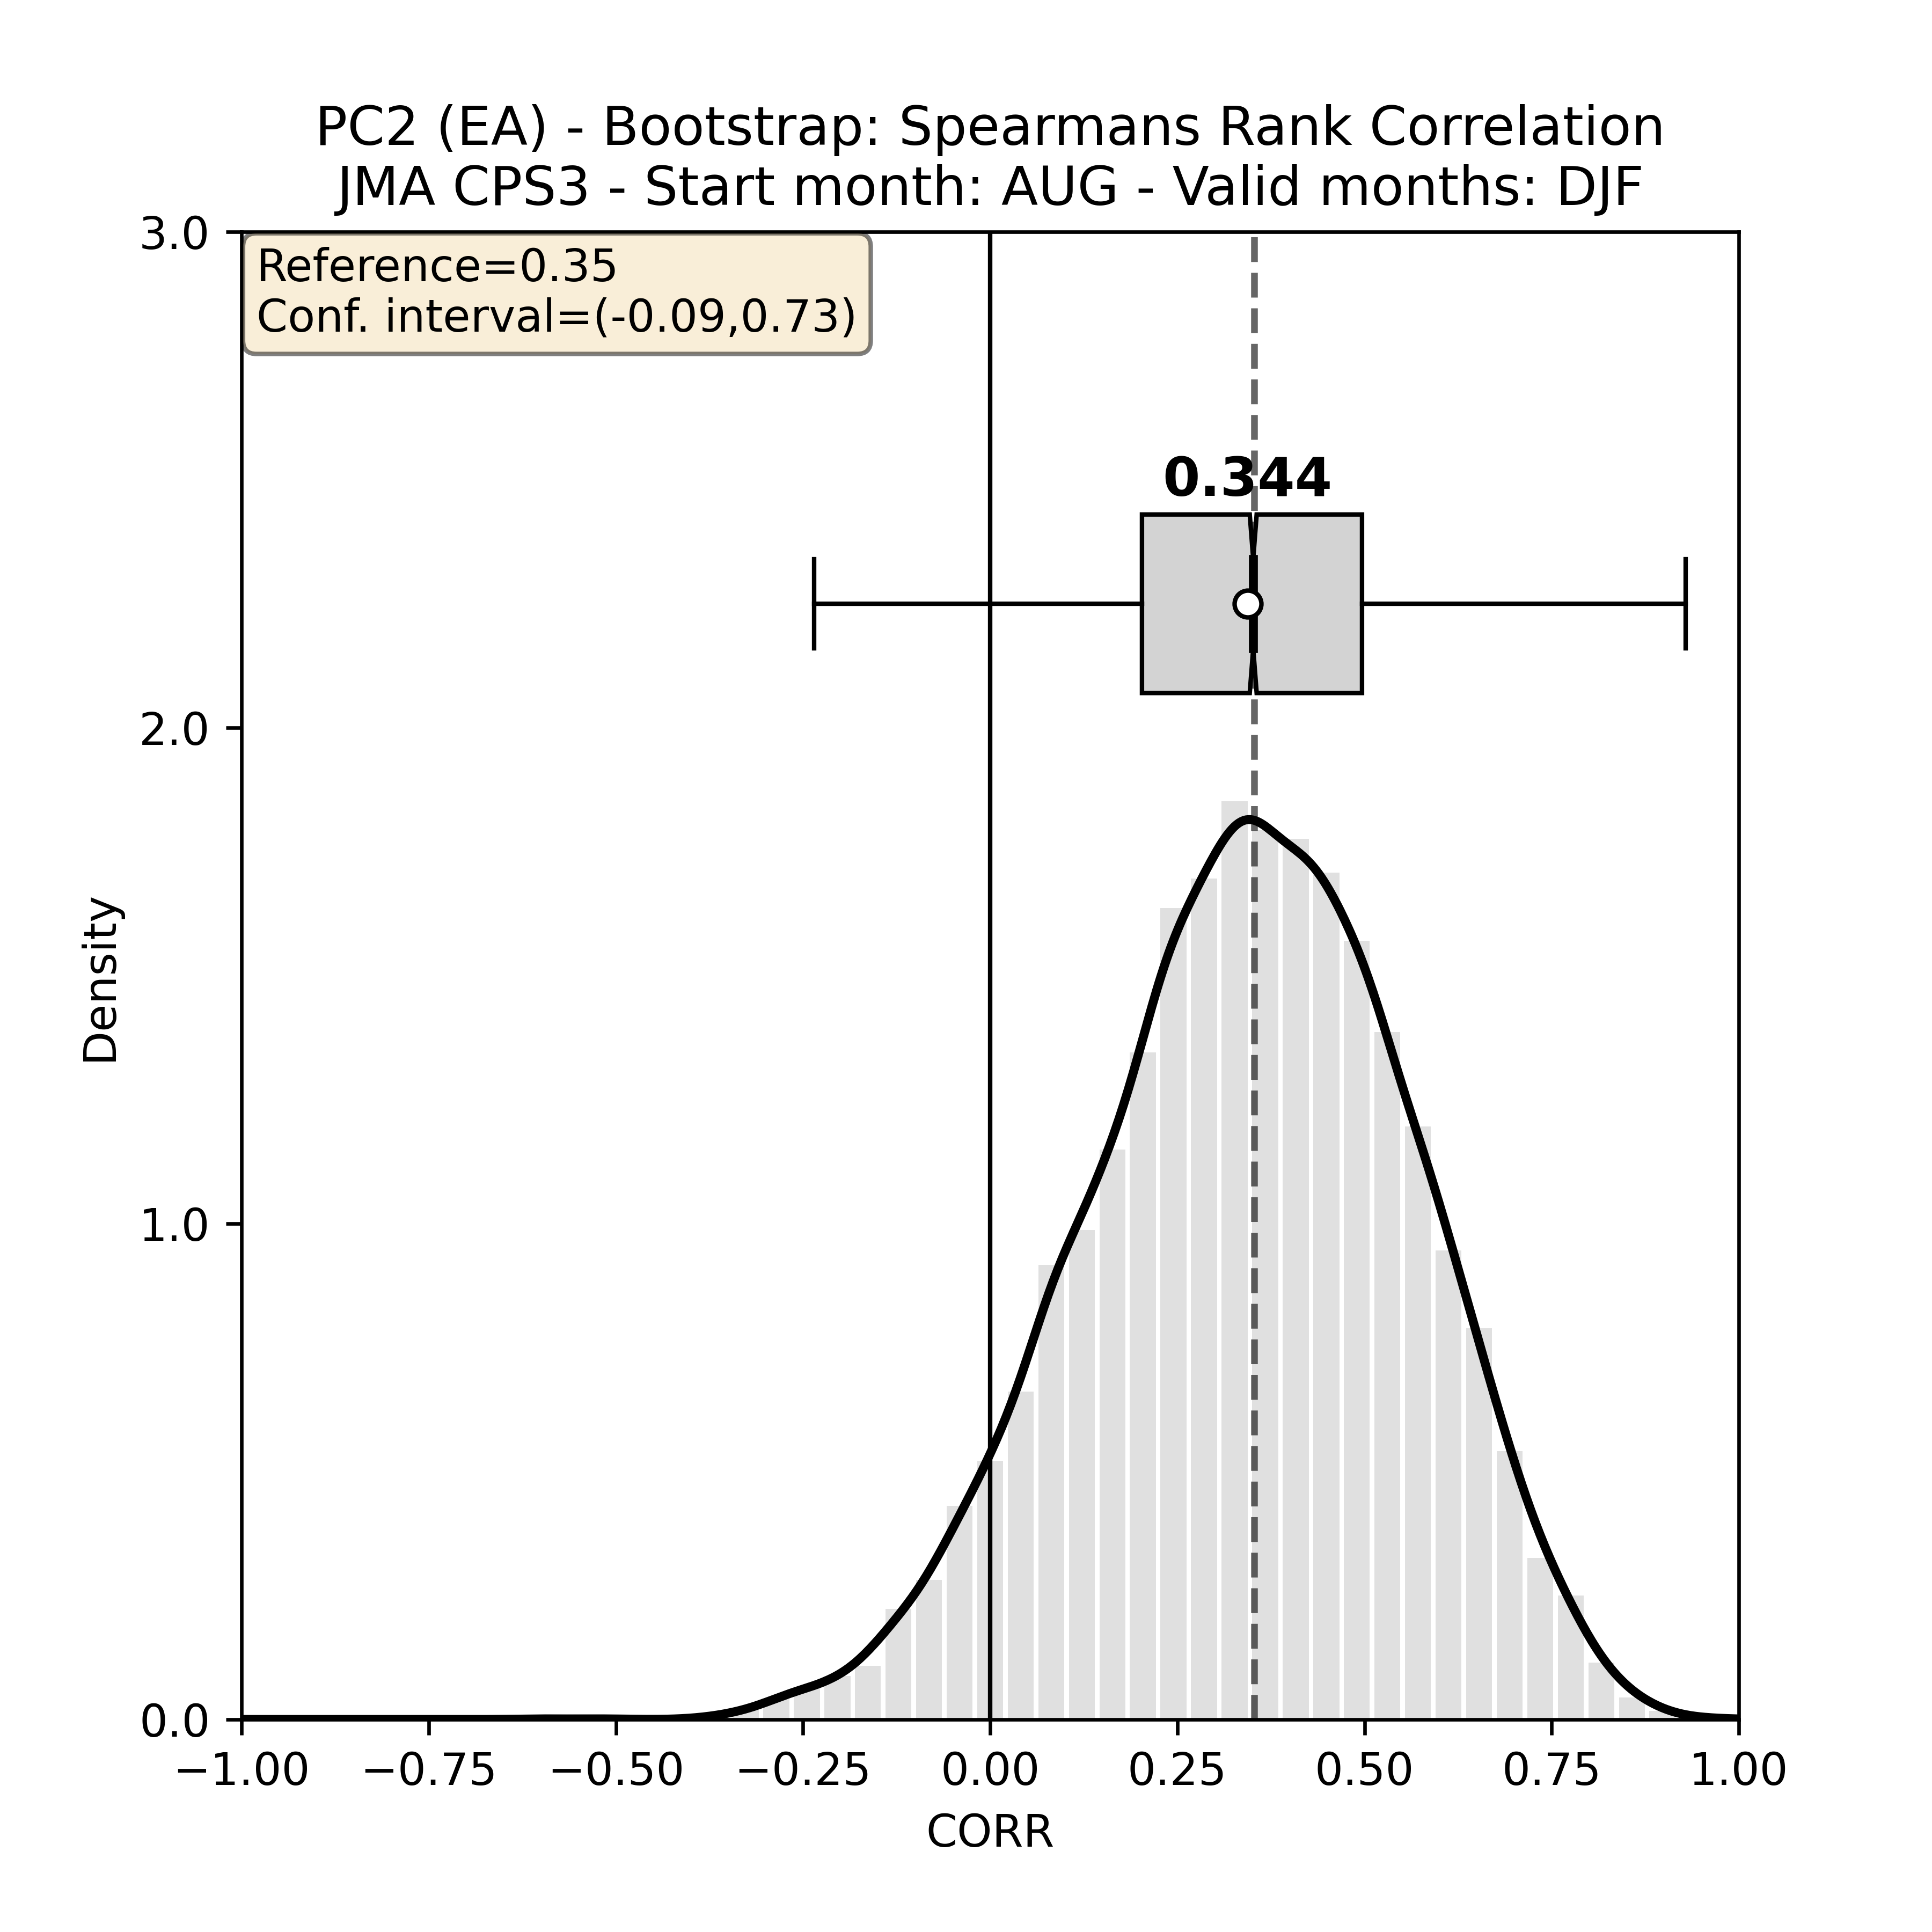 PC2 (EA) - Bootstrap: Spearmans Rank Correlation
JMA CPS3 - Start month: AUG - Valid months: DJF
Reference=0.35
Conf. interval=(-0.09,0.73)
0.344
3.0
2.0
1.0
0.0
Density
−1.00 −0.75 −0.50 −0.25 0.00 0.25 0.50 0.75 1.00
CORR